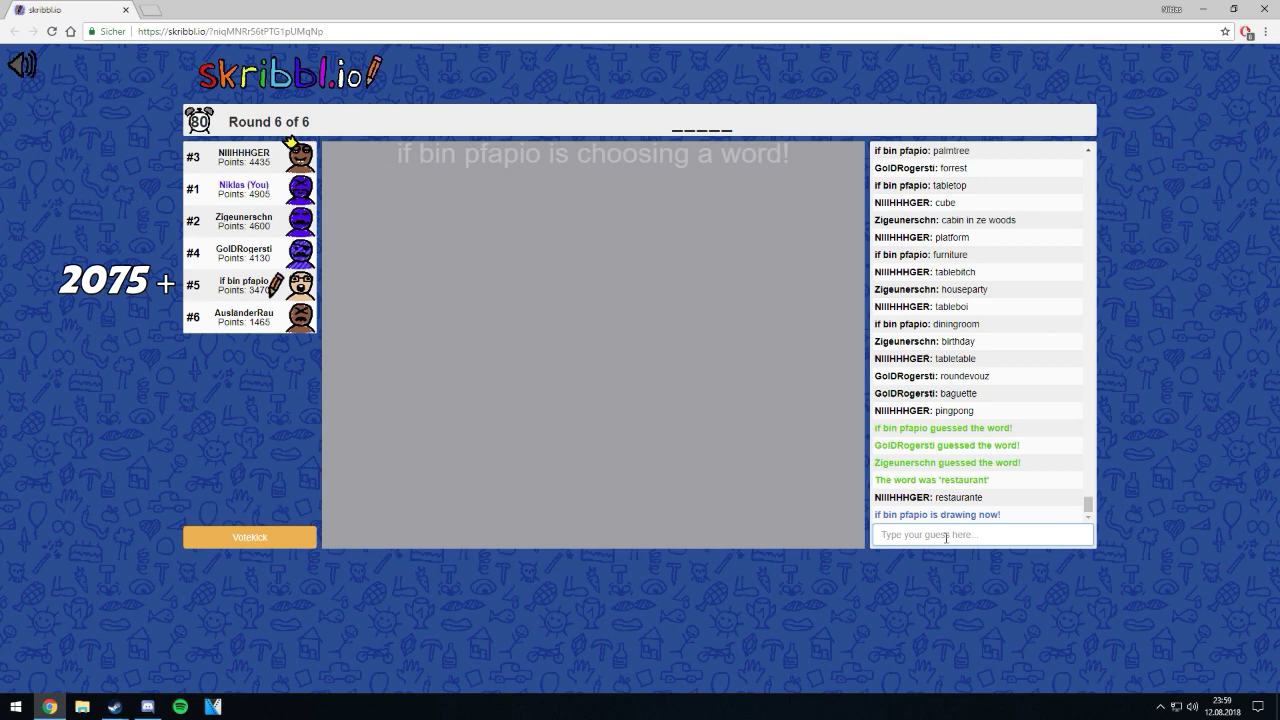 skribbl.io
Niklas
Sicher
https://skribbl.io/?niqMNRr56tPTG1pUMqNp
skribbl.io
80
Round 6 of 6
_____
#3
NIIIHHHGER
Points: 4435
#1
Niklas (You)
Points: 4905
#2
Zigeunerschn
Points: 4600
#4
GolDRogersti
Points: 4130
2075 +
#5
if bin pfapio
Points: 3470
#6
AusländerRau
Points: 1465
Votekick
if bin pfapio is choosing a word!
if bin pfapio: palmtree
GolDRogersti: forrest
if bin pfapio: tabletop
NIIIHHHGER: cube
Zigeunerschn: cabin in ze woods
NIIIHHHGER: platform
if bin pfapio: furniture
NIIIHHHGER: tablebitch
Zigeunerschn: houseparty
NIIIHHHGER: tableboi
if bin pfapio: diningroom
Zigeunerschn: birthday
NIIIHHHGER: tabletable
GolDRogersti: roundevouz
GolDRogersti: baguette
NIIIHHHGER: pingpong
if bin pfapio guessed the word!
GolDRogersti guessed the word!
Zigeunerschn guessed the word!
The word was 'restaurant'
NIIIHHHGER: restaurante
if bin pfapio is drawing now!
Type your guess here...
23:59
12.08.2018